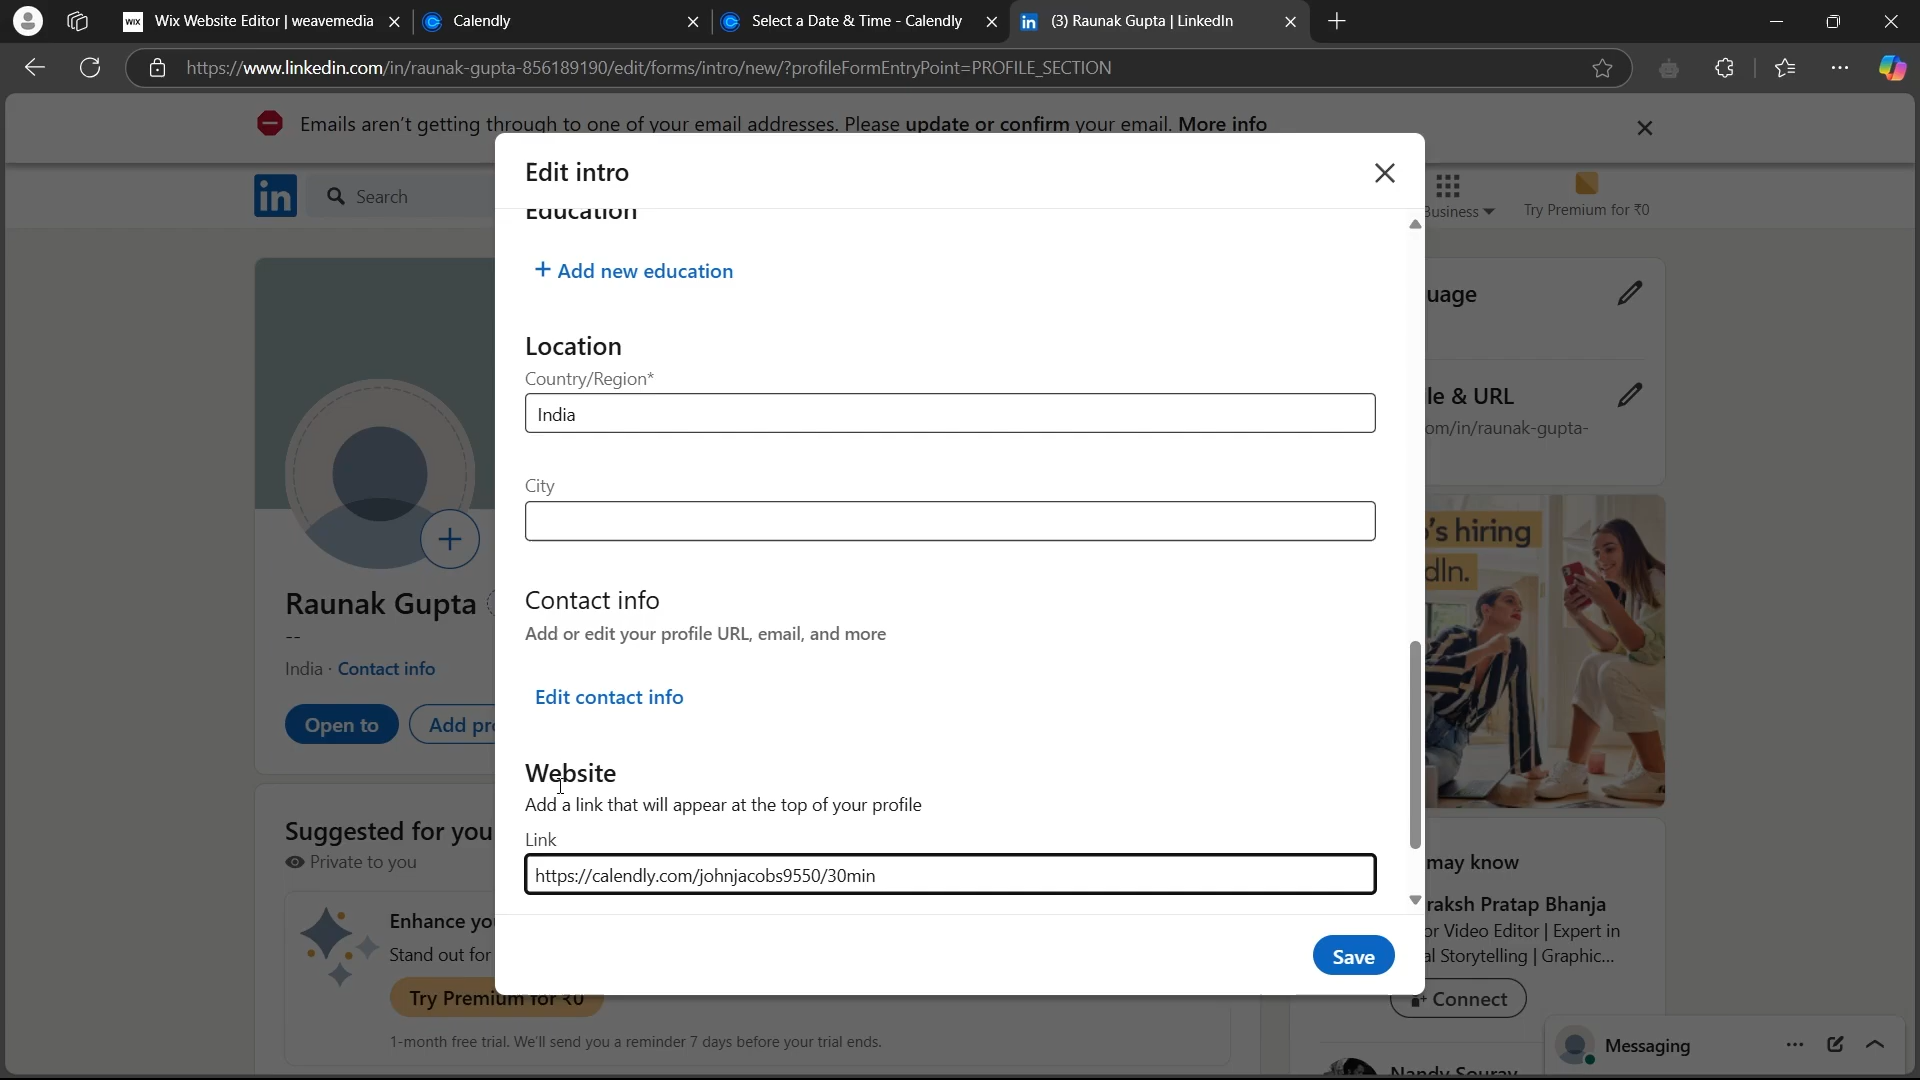 Wix Website Editor | weavemedia
Calendly
Select a Date & Time - Calendly
(3) Raunak Gupta | LinkedIn
https://www.linkedin.com/in/raunak-gupta-856189190/edit/forms/intro/new/?profileFormEntryPoint=PROFILE_SECTION
Emails aren't getting through to one of your email addresses. Please update or confirm your email. More info
Edit intro
in
Search
Business
Try Premium for ₹0
Education
+ Add new education
uage
Location
Country/Region*
India
le & URL
om/in/raunak-gupta-
City
's hiring
dIn.
Contact info
Add or edit your profile URL, email, and more
Edit contact info
Raunak Gupta
--
India · Contact info
Open to
Add pr
Website
Add a link that will appear at the top of your profile
Link
https://calendly.com/johnjacobs9550/30min
Suggested for you
Private to you
Enhance yo
Stand out for
Try Premium for ₹0
1-month free trial. We'll send you a reminder 7 days before your trial ends.
Save
may know
raksh Pratap Bhanja
or Video Editor | Expert in
al Storytelling | Graphic...
Connect
Nandy Sourav
Messaging